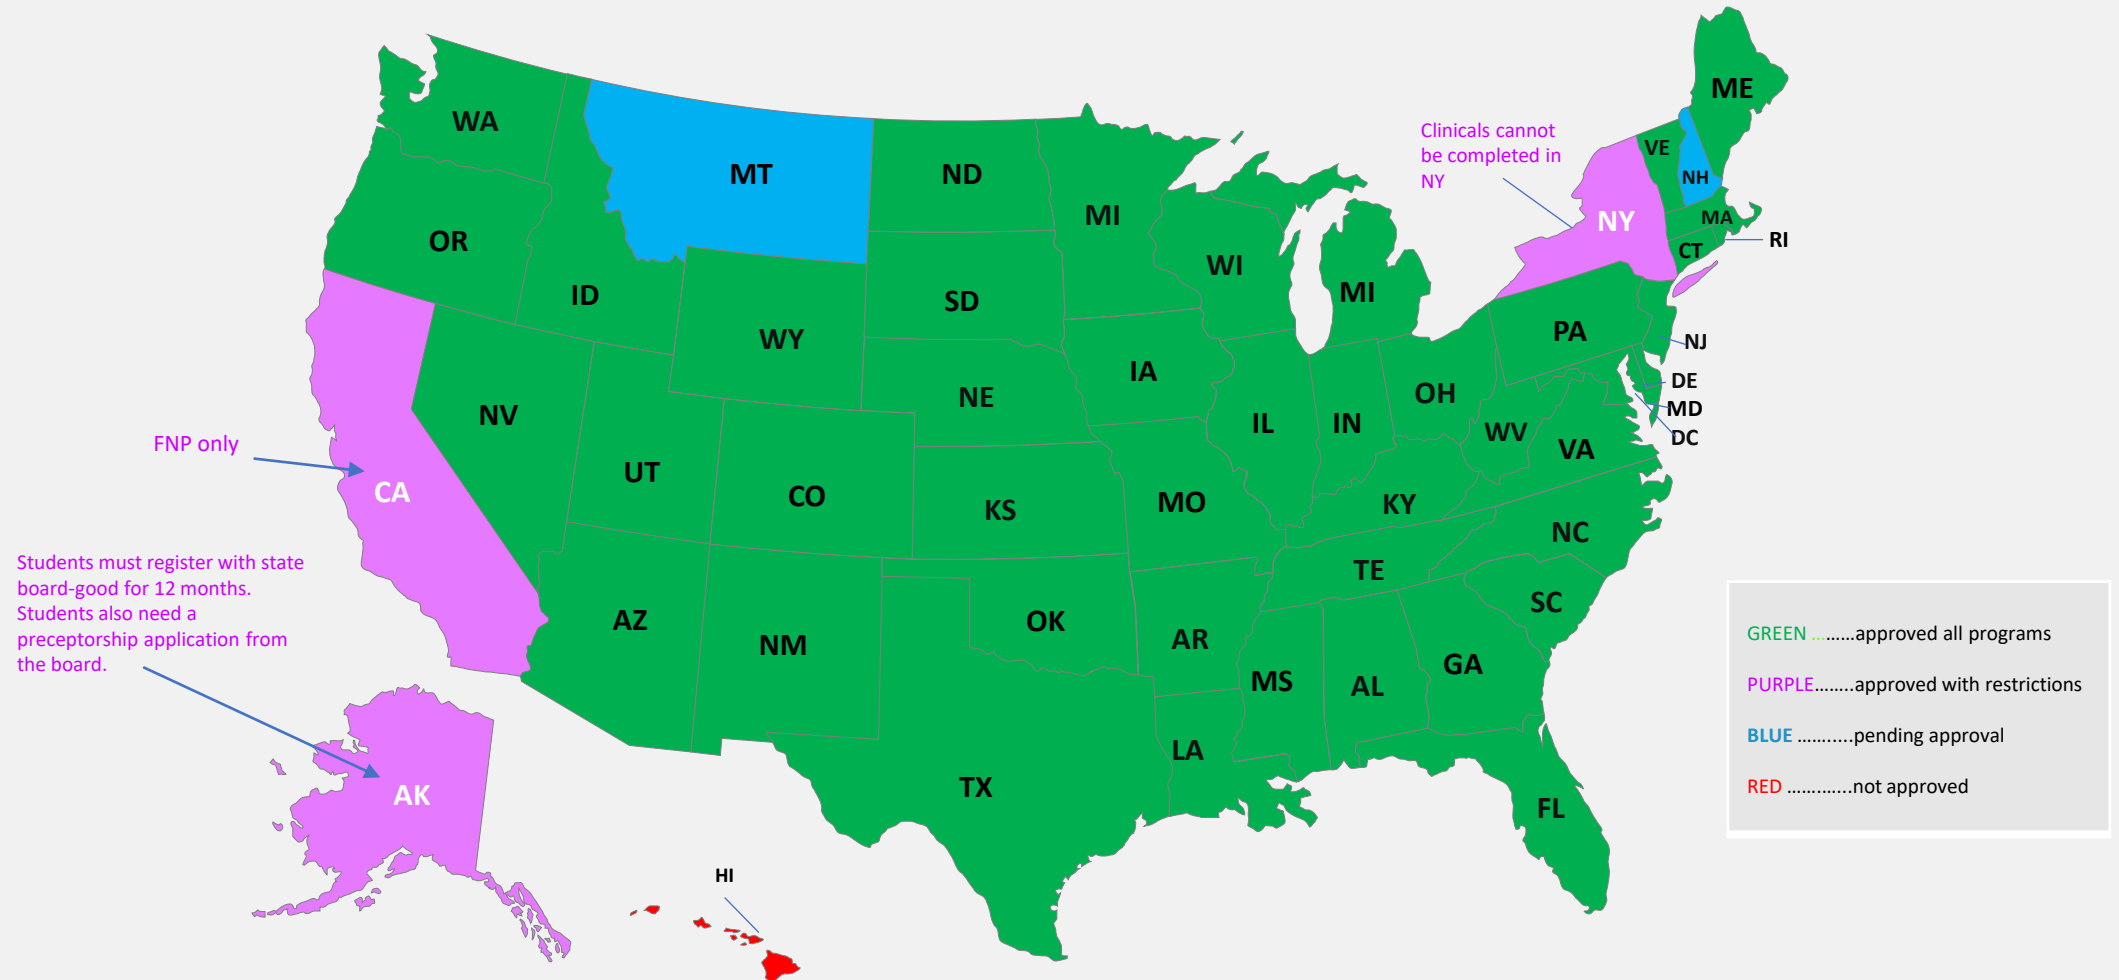 ME
WA
Clinicals cannot
be completed in
NY
VE
MT
ND
NH
MI
NY
MA
OR
RI
CT
WI
ID
SD
MI
WY
PA
NJ
IA
DE
NE
OH
MD
NV
IL
IN
WV
DC
FNP only
VA
UT
CA
CO
MO
KY
KS
NC
Students must register with state
board-good for 12 months.
Students also need a
preceptorship application from
the board.
TE
SC
AZ
OK
AR
NM
GA
MS
AL
GREEN .........approved all programs
PURPLE........approved with restrictions
BLUE ...........pending approval
RED .............not approved
LA
TX
AK
FL
HI